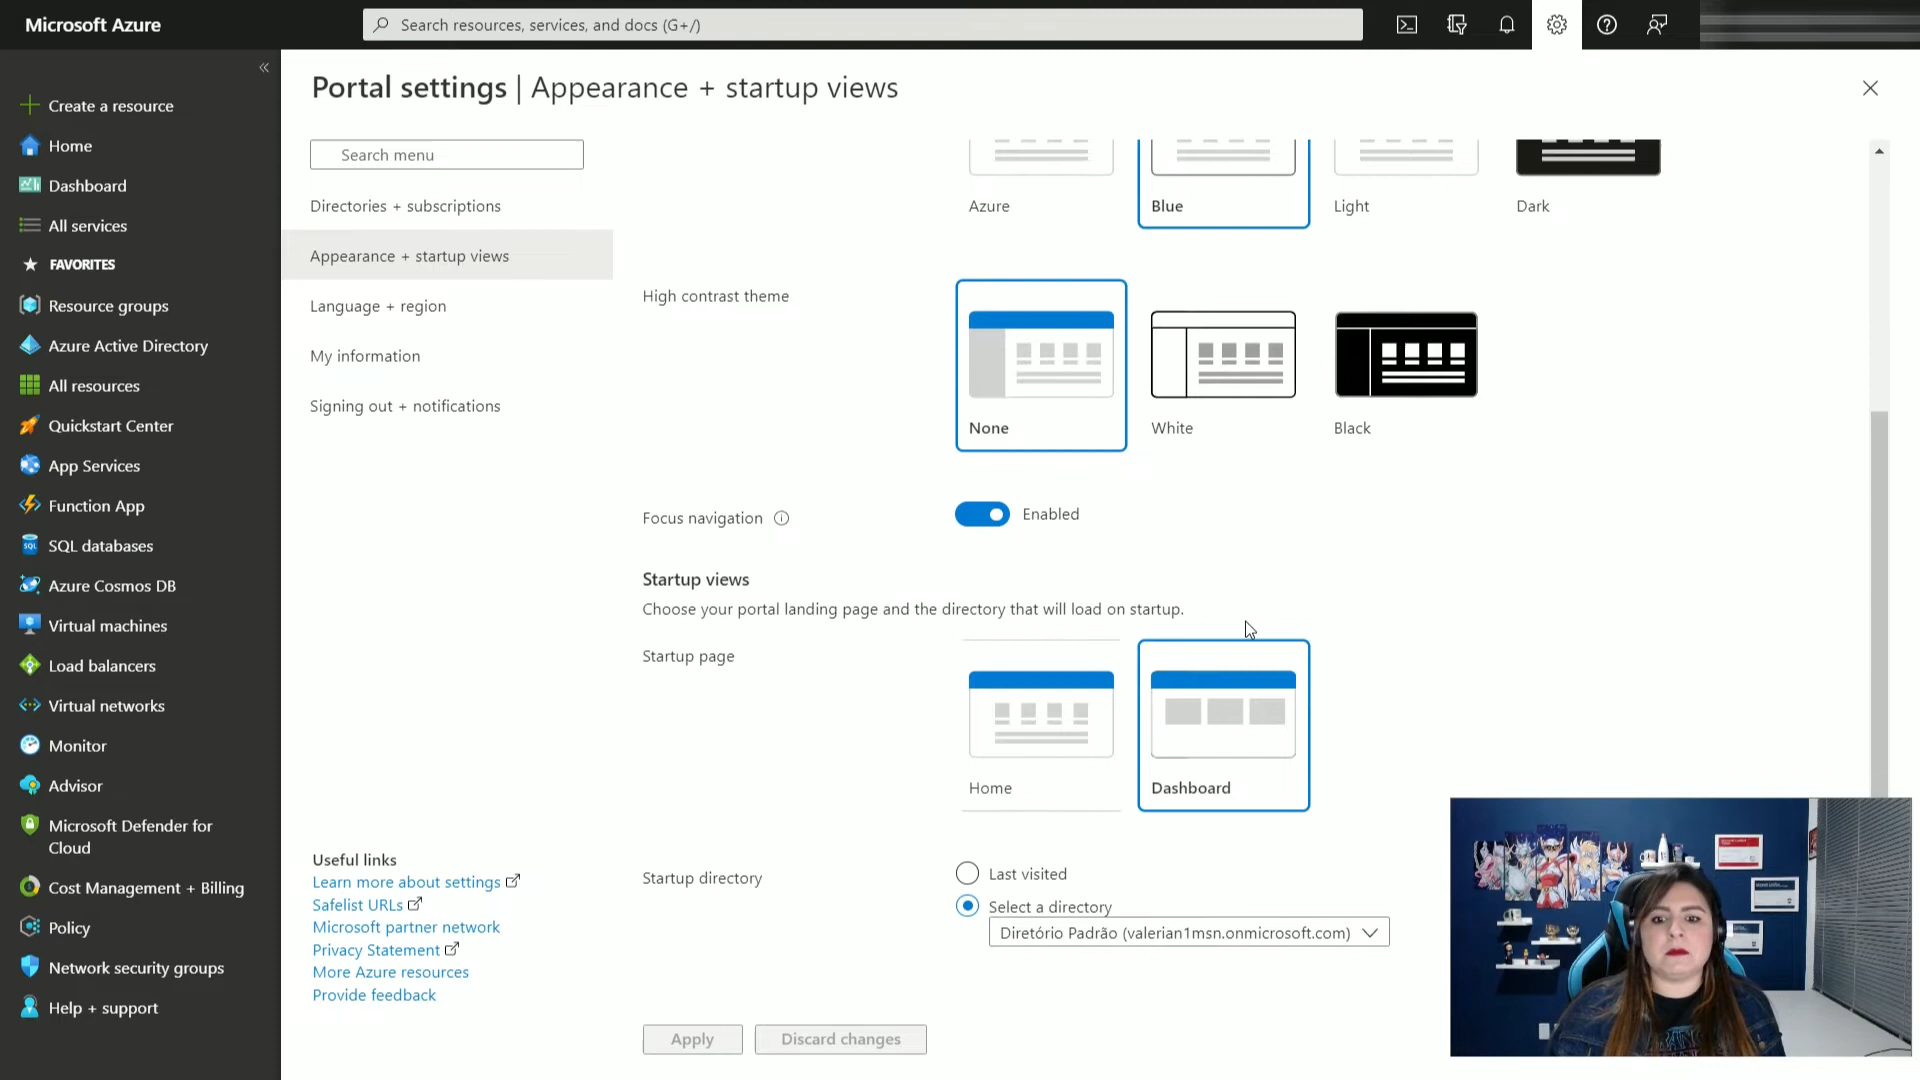 Microsoft Azure
Search resources, services, and docs (G+/)
Create a resource
Home
Dashboard
All services
FAVORITES
Resource groups
Azure Active Directory
All resources
Quickstart Center
App Services
Function App
SQL databases
Azure Cosmos DB
Virtual machines
Load balancers
Virtual networks
Monitor
Advisor
Microsoft Defender for
Cloud
Cost Management + Billing
Policy
Network security groups
Help + support
Portal settings | Appearance + startup views
Search menu
Directories + subscriptions
Appearance + startup views
Language + region
My information
Signing out + notifications
Useful links
Learn more about settings
Safelist URLs
Microsoft partner network
Privacy Statement
More Azure resources
Provide feedback
Azure
Blue
Light
Dark
High contrast theme
None
White
Black
Focus navigation
Enabled
Startup views
Choose your portal landing page and the directory that will load on startup.
Startup page
Home
Dashboard
Startup directory
Last visited
Select a directory
Diretório Padrão (valerian1msn.onmicrosoft.com)
Apply
Discard changes